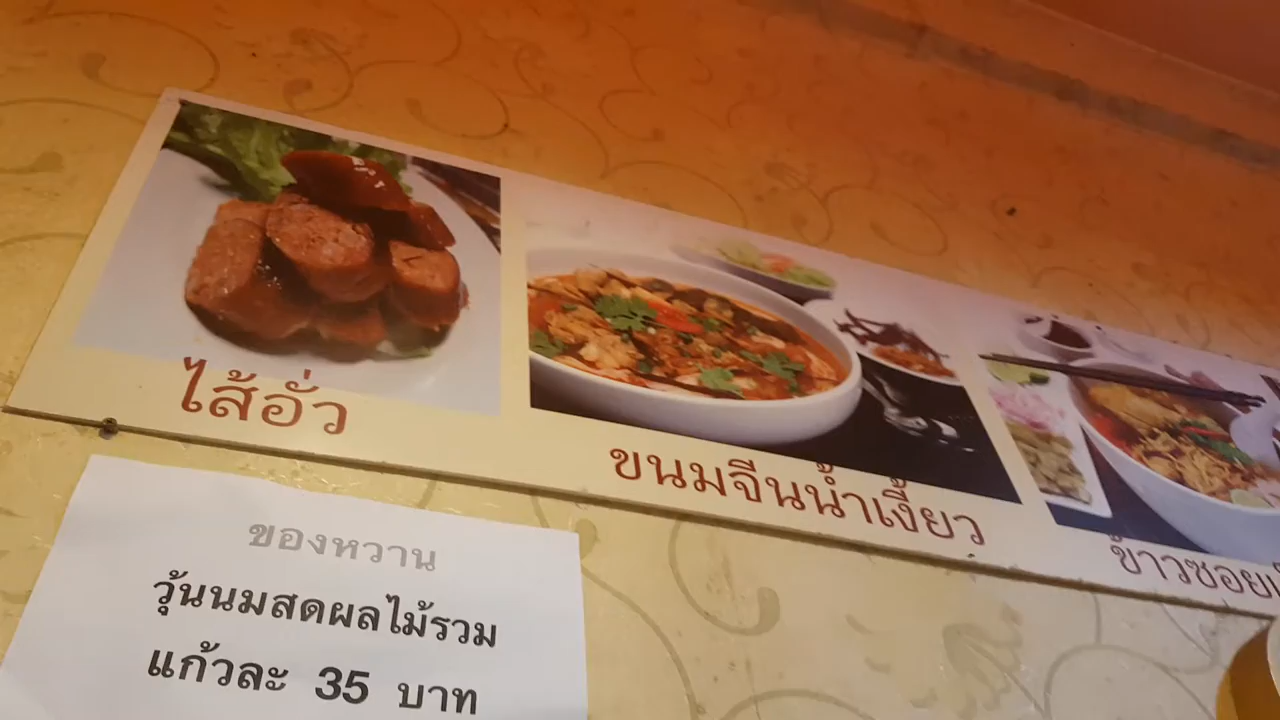 ไส้อั่ว
ขนมจีนน้ำเงี้ยว
ข้าวซอย
ของหวาน
วุ้นนมสดผลไม้รวม
แก้วละ 35 บาท